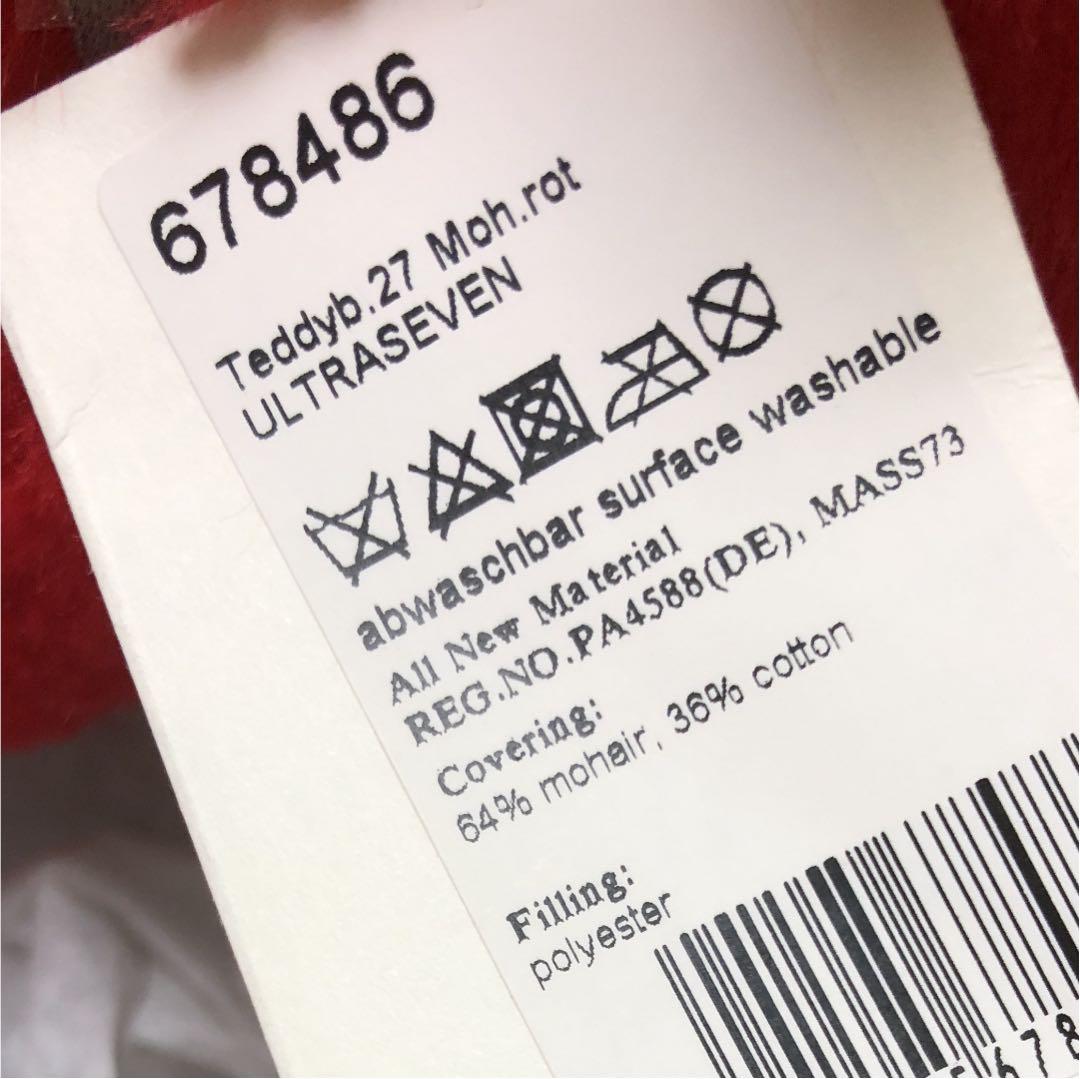 678486
Teddyb.27 Moh.rot
ULTRASEVEN
abwaschbar surface washable
All New Material
REG.NO.PA4588(DE), MASS73
Covering:
64% mohair, 36% cotton
Filling:
polyester
678